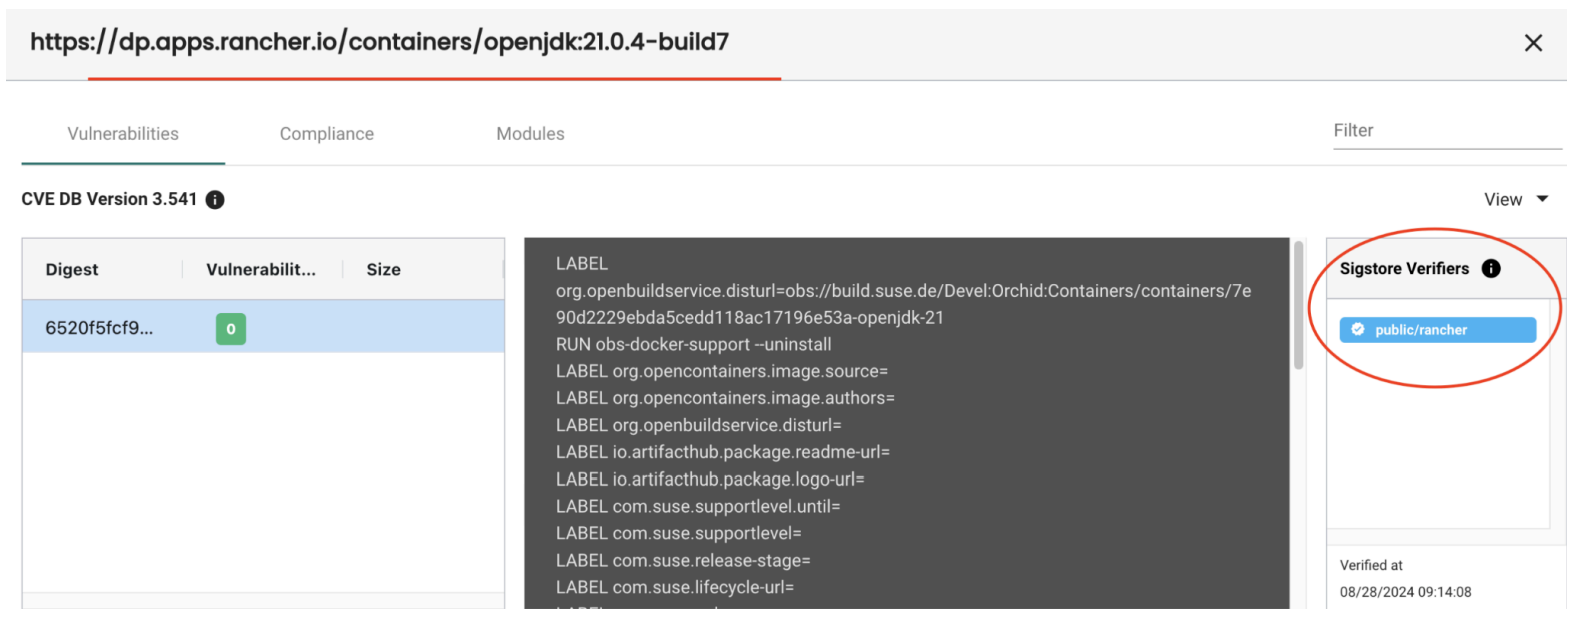 https://dp.apps.rancher.io/containers/openjdk:21.0.4-build7
Vulnerabilities
Compliance
Modules
Filter
CVE DB Version 3.541
View
Digest
Vulnerabilit...
Size
6520f5fcf9...
0
LABEL
org.openbuildservice.disturl=obs://build.suse.de/Devel:Orchid:Containers/containers/7e
90d2229ebda5cedd118ac17196e53a-openjdk-21
RUN obs-docker-support --uninstall
LABEL org.opencontainers.image.source=
LABEL org.opencontainers.image.authors=
LABEL org.openbuildservice.disturl=
LABEL io.artifacthub.package.readme-url=
LABEL io.artifacthub.package.logo-url=
LABEL com.suse.supportlevel.until=
LABEL com.suse.supportlevel=
LABEL com.suse.release-stage=
LABEL com.suse.lifecycle-url=
LABEL
Sigstore Verifiers
public/rancher
Verified at
08/28/2024 09:14:08